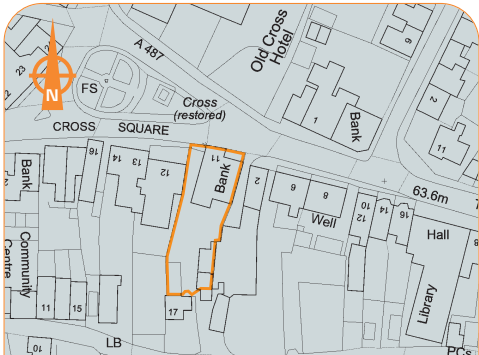 A 487
Old Cross
Hotel
9
23
N
FS
Cross
(restored)
CROSS SQUARE
1
Bank
2
11
Bank
16
14
13
12
11
Bank
2
6
8
Well
63.6m
10
12
14
16
Hall
Community
Centre
11
15
17
LB
10
Library
PCs